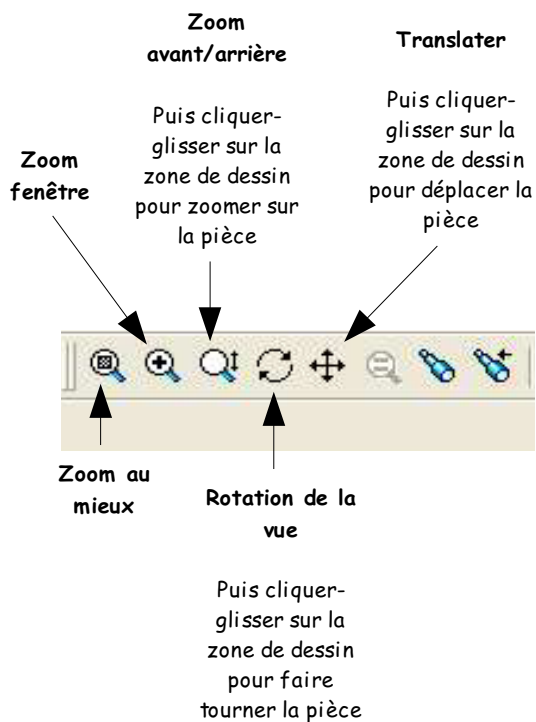 Zoom
avant/arrière
Puis cliquer-
glisser sur la
zone de dessin
pour zoomer sur
la pièce
Translater
Puis cliquer-
glisser sur la
zone de dessin
pour déplacer la
pièce
Zoom
fenêtre
Zoom au
mieux
Rotation de la
vue
Puis cliquer-
glisser sur la
zone de dessin
pour faire
tourner la pièce